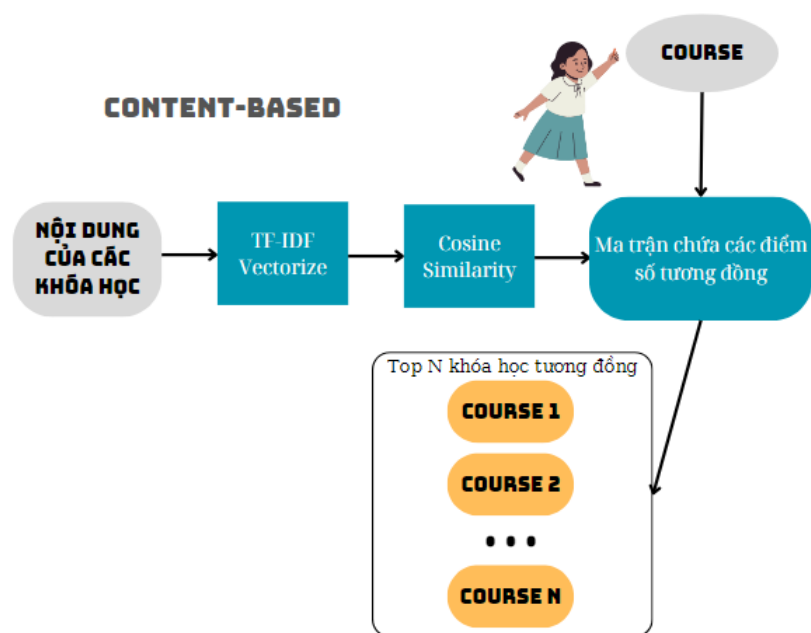 COURSE
CONTENT-BASED
NỘI DUNG
CỦA CÁC
KHÓA HỌC
TF-IDF
Vectorize
Cosine
Similarity
Ma trận chứa các điểm
số tương đồng
Top N khóa học tương đồng
COURSE 1
COURSE 2
...
COURSE N